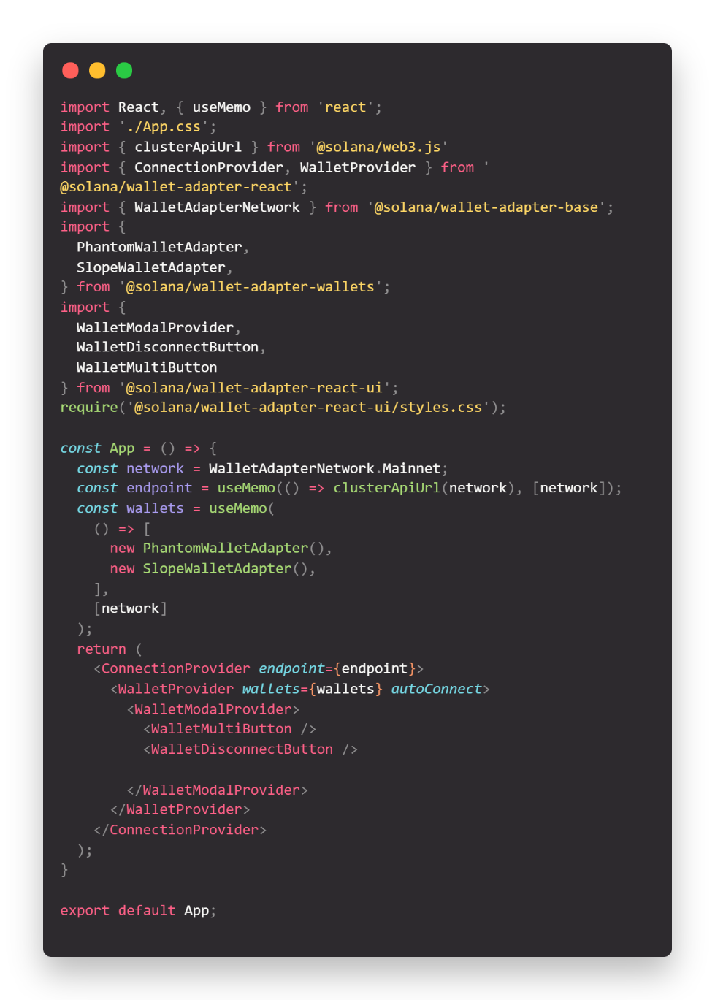 import React, { useMemo } from 'react';
import './App.css';
import { clusterApiUrl } from '@solana/web3.js'
import { ConnectionProvider, WalletProvider } from '
@solana/wallet-adapter-react';
import { WalletAdapterNetwork } from '@solana/wallet-adapter-base';
import {
  PhantomWalletAdapter,
  SlopeWalletAdapter,
} from '@solana/wallet-adapter-wallets';
import {
  WalletModalProvider,
  WalletDisconnectButton,
  WalletMultiButton
} from '@solana/wallet-adapter-react-ui';
require('@solana/wallet-adapter-react-ui/styles.css');

const App = () => {
  const network = WalletAdapterNetwork.Mainnet;
  const endpoint = useMemo(() => clusterApiUrl(network), [network]);
  const wallets = useMemo(
    () => [
      new PhantomWalletAdapter(),
      new SlopeWalletAdapter(),
    ],
    [network]
  );
  return (
    <ConnectionProvider endpoint={endpoint}>
      <WalletProvider wallets={wallets} autoConnect>
        <WalletModalProvider>
          <WalletMultiButton />
          <WalletDisconnectButton />

        </WalletModalProvider>
      </WalletProvider>
    </ConnectionProvider>
  );
}

export default App;